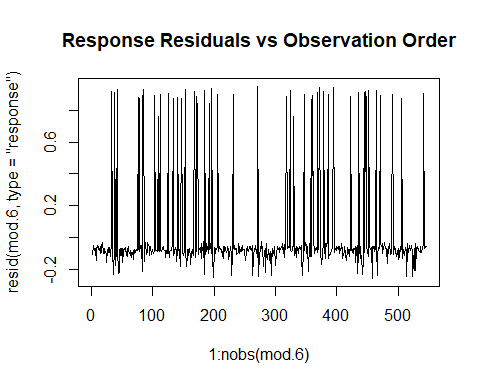 Response Residuals vs Observation Order
resid(mod.6, type = "response")
0.6
0.2
-0.2
0 100 200 300 400 500
1:nobs(mod.6)